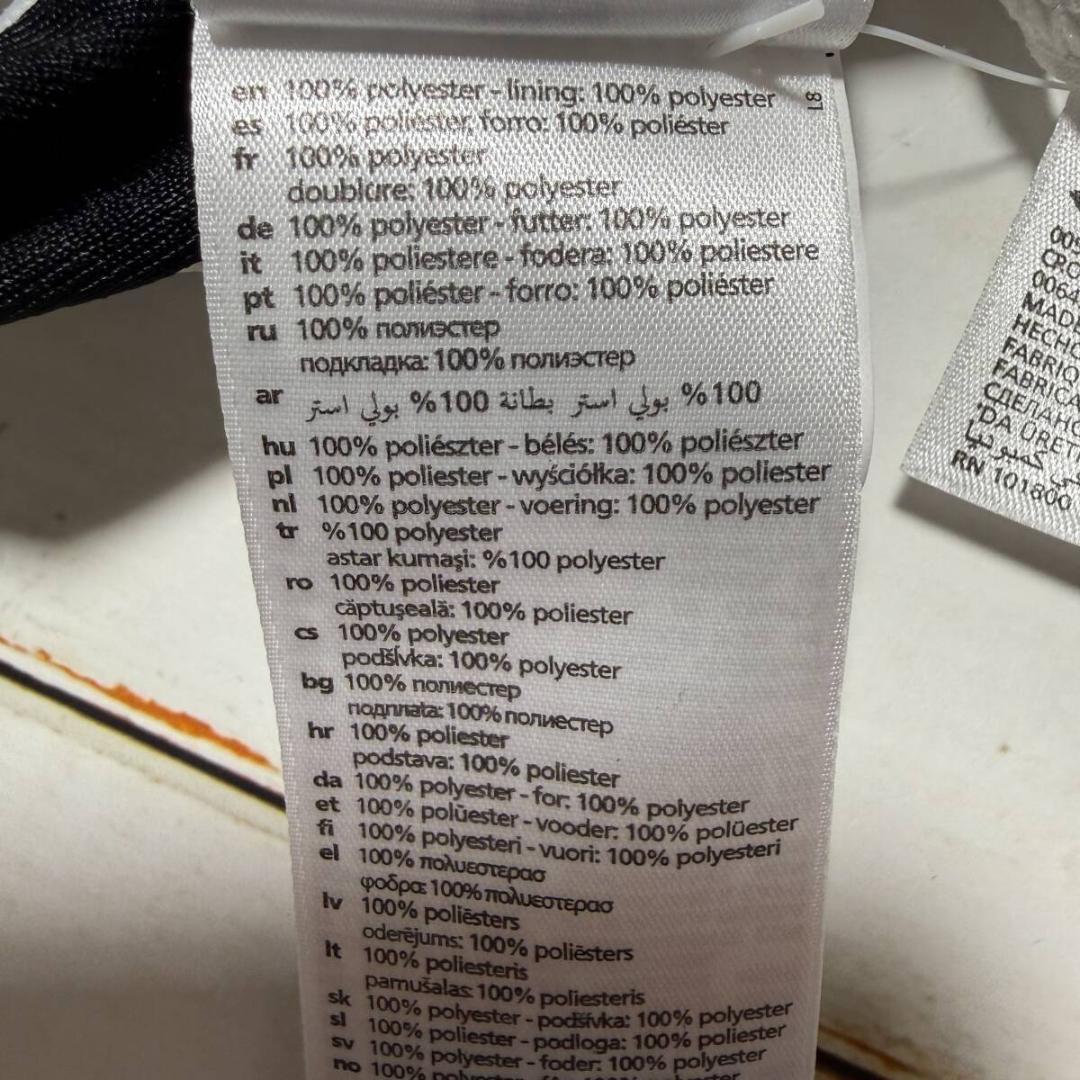 en 100% polyester - lining: 100% polyester
es 100% poliéster, forro: 100% poliéster
fr 100% polyester
doublure: 100% polyester
de 100% polyester - futter: 100% polyester
it 100% poliestere - fodera: 100% poliestere
pt 100% poliéster - forro: 100% poliéster
ru 100% полиэстер
подкладка: 100% полиэстер
ar %100 بولي استر بطانة %100 بولي استر
hu 100% poliészter - bélés: 100% poliészter
pl 100% poliester - wyściółka: 100% poliester
nl 100% polyester - voering: 100% polyester
tr %100 polyester
astar kumaşi: %100 polyester
ro 100% poliester
căptuşeală: 100% poliester
cs 100% polyester
podšívka: 100% polyester
bg 100% полиестер
подплата: 100% полиестер
hr 100% poliester
podstava: 100% poliester
da 100% polyester - for: 100% polyester
et 100% polüester - vooder: 100% polüester
fi 100% polyesteri - vuori: 100% polyesteri
el 100% πολυεστερασ
φοδρα: 100% πολυεστερασ
lv 100% poliēsters
oderējums: 100% poliēsters
lt 100% poliesteris
pamušalas: 100% poliesteris
sk 100% polyester - podšívka: 100% polyester
sl 100% poliester - podloga: 100% poliester
sv 100% polyester - foder: 100% polyester
no 100%
81
RN 101800